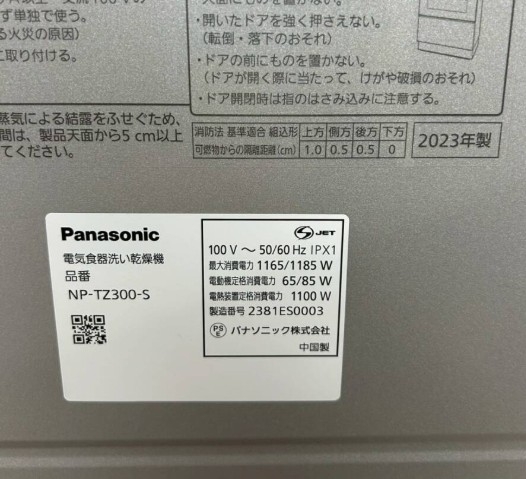 ず単独で使う。
る火災の原因)
に取り付ける。
・開いたドアを強く押さえない。
(転倒・落下のおそれ)
・ドアの前にものを置かない。
(ドアが開く際に当たって、けがや破損のおそれ)
・ドア開閉時は指のはさみ込みに注意する。
蒸気による結露をふせぐため、
間は、製品天面から5 cm以上
てください。
消防法 基準適合 組込形 上方 側方 後方 下方
可燃物からの離隔距離(cm) 1.0 0.5 0.5 0
2023年製
Panasonic
電気食器洗い乾燥機
品番
NP-TZ300-S
S JET
100 V ～ 50/60 Hz IPX1
最大消費電力 1165/1185 W
電動機定格消費電力 65/85 W
電熱装置定格消費電力 1100 W
製造番号 2381ES0003
PS E パナソニック株式会社
中国製